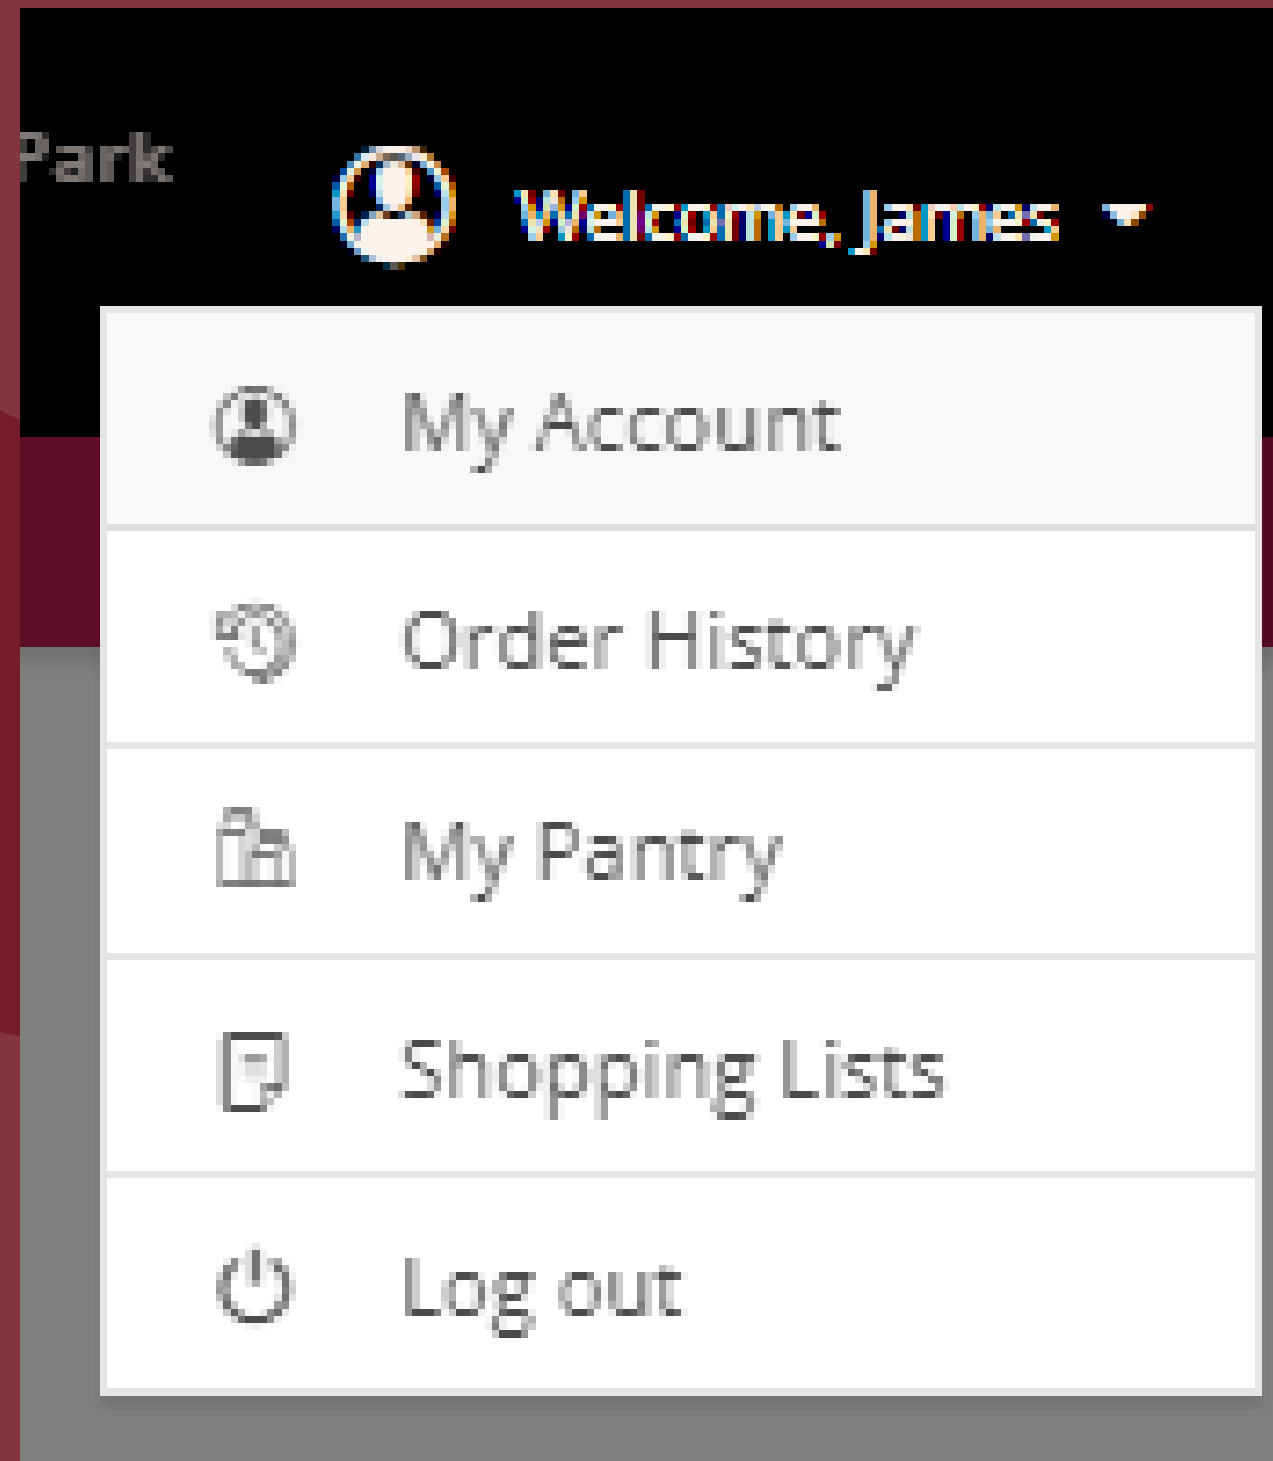 Park
Welcome, James
My Account
Order History
My Pantry
Shopping Lists
Log out